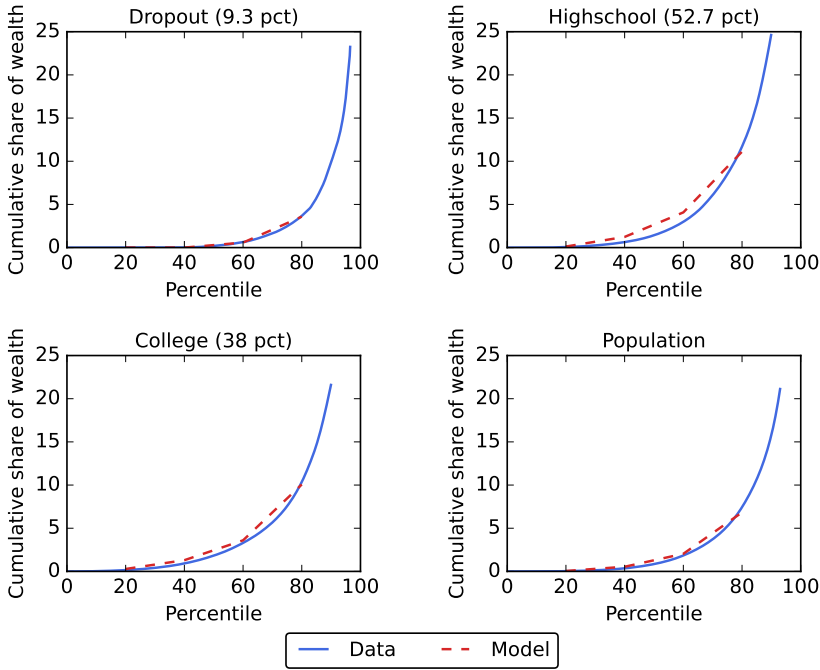 Dropout (9.3 pct)
Cumulative share of wealth
25
20
15
10
5
0
0 20 40 60 80 100
Percentile
Highschool (52.7 pct)
Cumulative share of wealth
25
20
15
10
5
0
0 20 40 60 80 100
Percentile
College (38 pct)
Cumulative share of wealth
25
20
15
10
5
0
0 20 40 60 80 100
Percentile
Population
Cumulative share of wealth
25
20
15
10
5
0
0 20 40 60 80 100
Percentile
Data Model